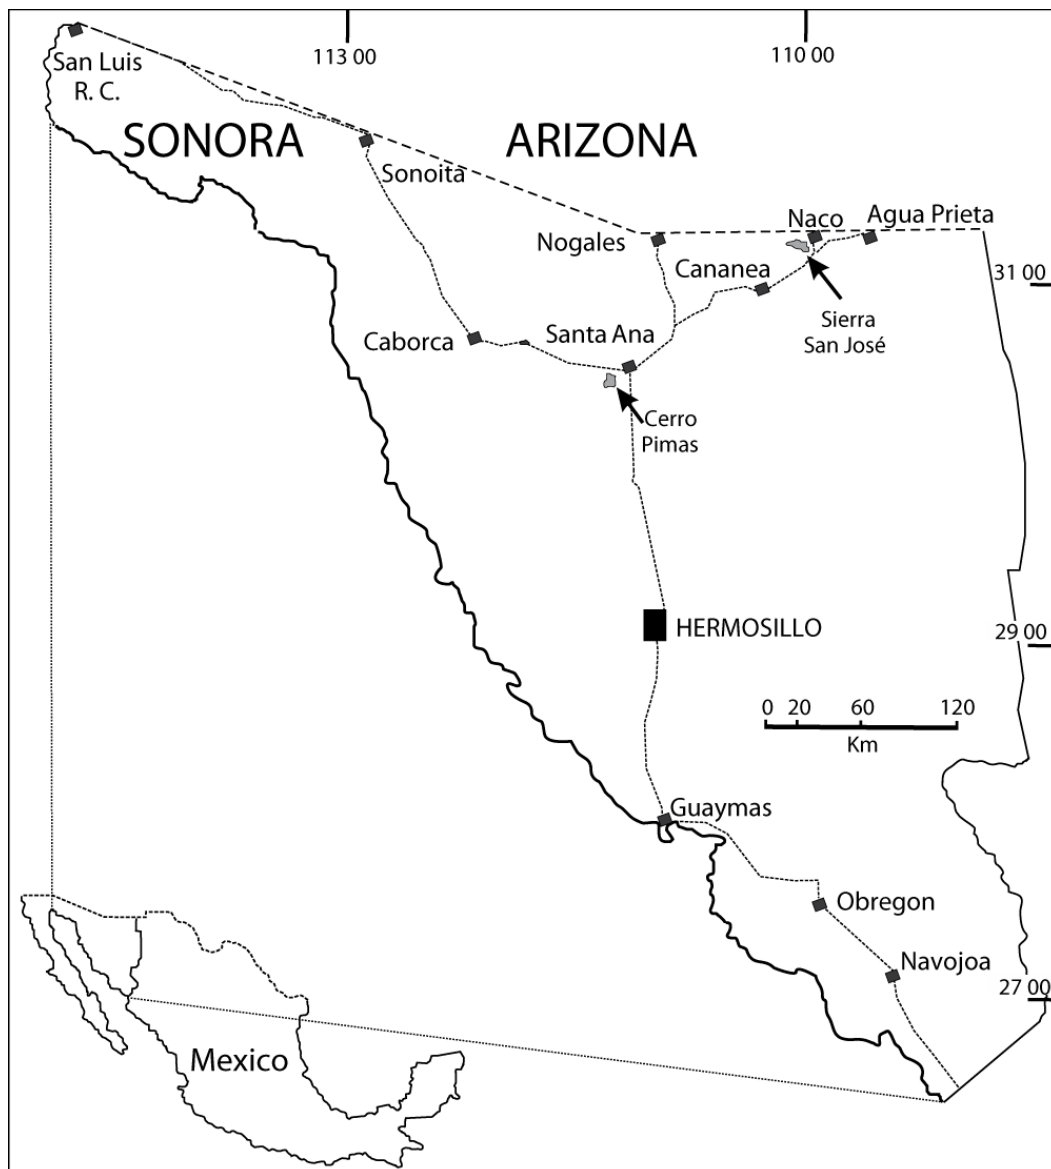 113 00
110 00
San Luis
R. C.
SONORA
ARIZONA
Sonoita
Nogales
Naco
Agua Prieta
Cananea
31 00
Sierra
San José
Caborca
Santa Ana
Cerro
Pimas
HERMOSILLO
29 00
0 20 60 120
Km
Guaymas
Obregon
Navojoa
27 00
Mexico